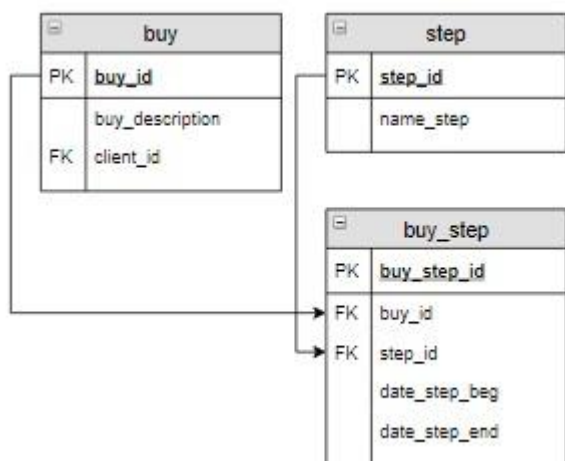 buy
PK buy_id
buy_description
FK client_id
step
PK step_id
name_step
buy_step
PK buy_step_id
FK buy_id
FK step_id
date_step_beg
date_step_end